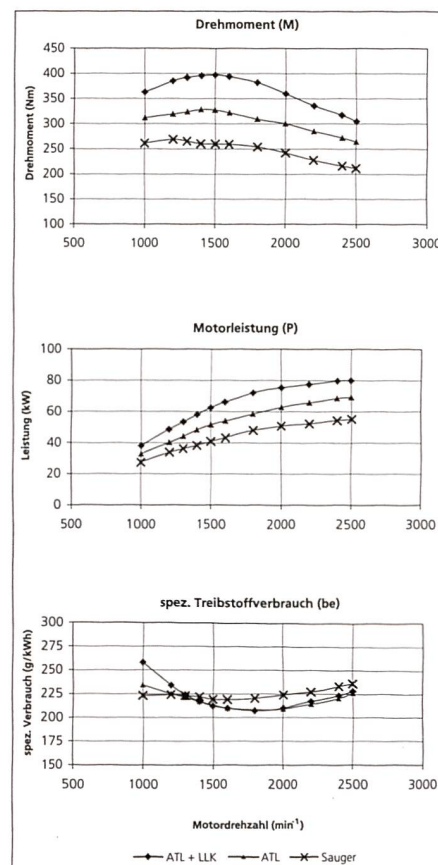 Drehmoment (M)
Drehmoment (Nm)
450
400
350
300
250
200
150
100
500 1000 1500 2000 2500 3000
Motorleistung (P)
Leistung (kW)
100
80
60
40
20
0
500 1000 1500 2000 2500 3000
spez. Treibstoffverbrauch (be)
spez. Verbrauch (g/kWh)
300
275
250
225
200
175
150
500 1000 1500 2000 2500 3000
Motordrehzahl (min⁻¹)
ATL + LLK ATL Sauger